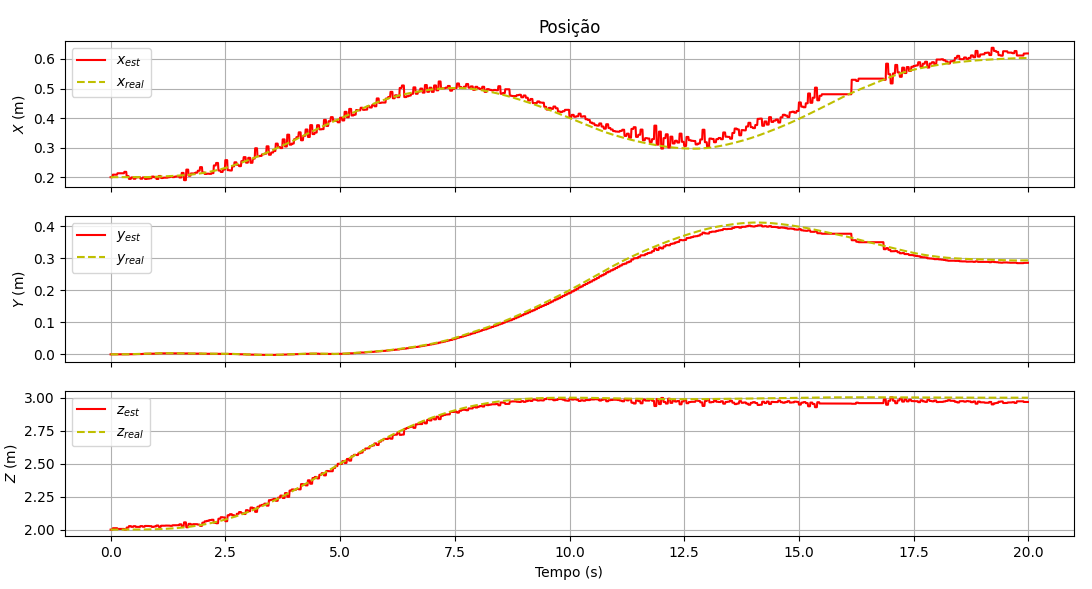 Posição
X (m)
0.6
0.5
0.4
0.3
0.2
x_est
x_real
Y (m)
0.4
0.3
0.2
0.1
0.0
y_est
y_real
Z (m)
3.00
2.75
2.50
2.25
2.00
z_est
z_real
0.0 2.5 5.0 7.5 10.0 12.5 15.0 17.5 20.0
Tempo (s)